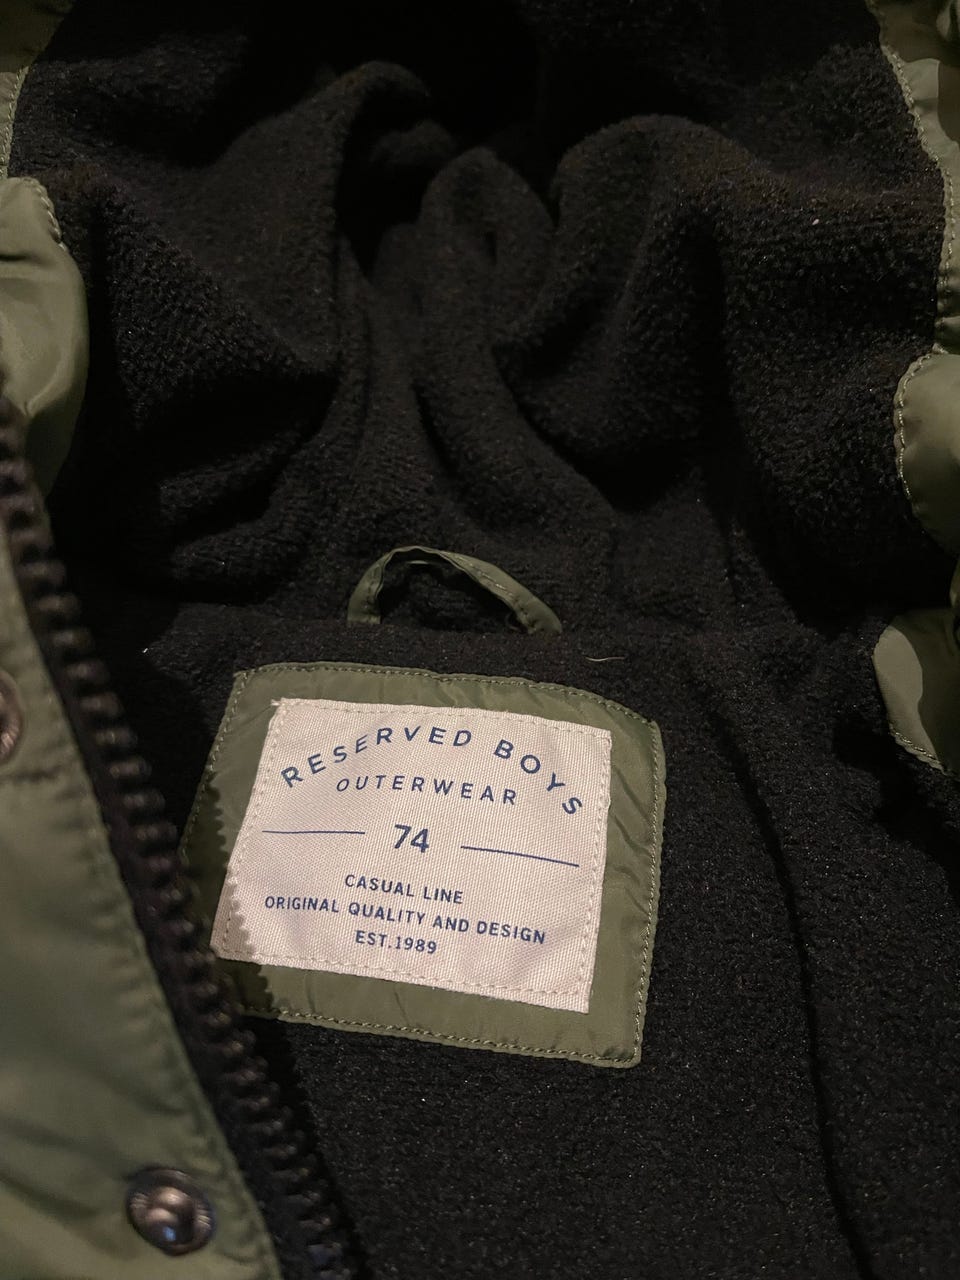 RESERVED BOYS
OUTERWEAR
74
CASUAL LINE
ORIGINAL QUALITY AND DESIGN
EST.1989